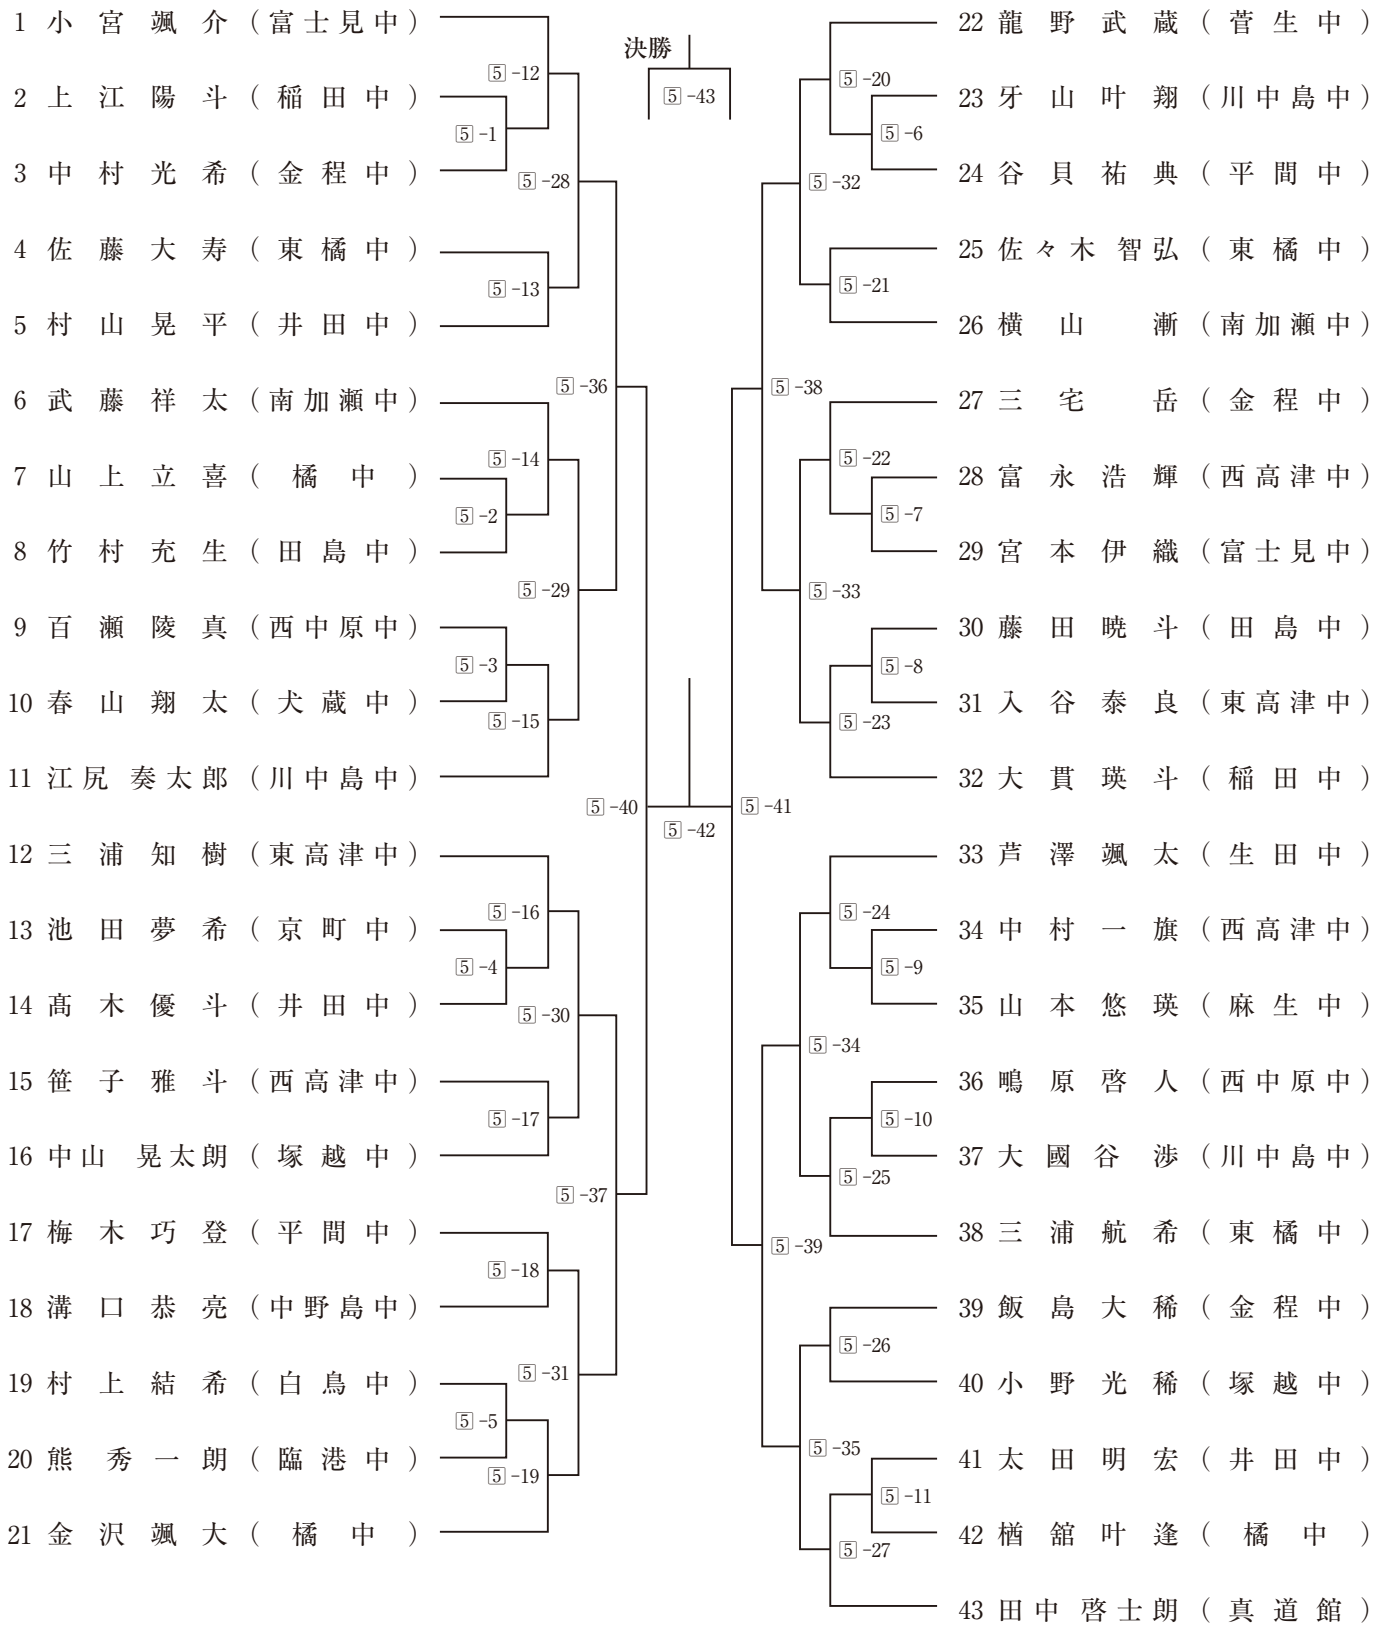 1 小宮颯介（富士見中）
2 上江陽斗（稲田中）
3 中村光希（金程中）
4 佐藤大寿（東橘中）
5 村山晃平（井田中）
6 武藤祥太（南加瀬中）
7 山上立喜（橘中）
8 竹村充生（田島中）
9 百瀬陵真（西中原中）
10 春山翔太（犬蔵中）
11 江尻奏太郎（川中島中）
12 三浦知樹（東高津中）
13 池田夢希（京町中）
14 髙木優斗（井田中）
15 笹子雅斗（西高津中）
16 中山晃太朗（塚越中）
17 梅木巧登（平間中）
18 溝口恭亮（中野島中）
19 村上結希（白鳥中）
20 熊秀一朗（臨港中）
21 金沢颯大（橘中）
5-12
5-1
5-28
5-13
5-36
5-14
5-2
5-29
5-3
5-15
5-40
5-16
5-4
5-30
5-17
5-37
5-18
5-31
5-5
5-19
決勝
5-43
5-42
5-20
5-6
5-32
5-21
5-38
5-22
5-7
5-33
5-8
5-23
5-41
5-24
5-9
5-34
5-10
5-25
5-39
5-26
5-35
5-11
5-27
22 龍野武蔵（菅生中）
23 牙山叶翔（川中島中）
24 谷貝祐典（平間中）
25 佐々木智弘（東橘中）
26 横山漸（南加瀬中）
27 三宅岳（金程中）
28 富永浩輝（西高津中）
29 宮本伊織（富士見中）
30 藤田暁斗（田島中）
31 入谷泰良（東高津中）
32 大貫瑛斗（稲田中）
33 芦澤颯太（生田中）
34 中村一旗（西高津中）
35 山本悠瑛（麻生中）
36 鴫原啓人（西中原中）
37 大國谷渉（川中島中）
38 三浦航希（東橘中）
39 飯島大稀（金程中）
40 小野光稀（塚越中）
41 太田明宏（井田中）
42 楢舘叶逢（橘中）
43 田中啓士朗（真道館）